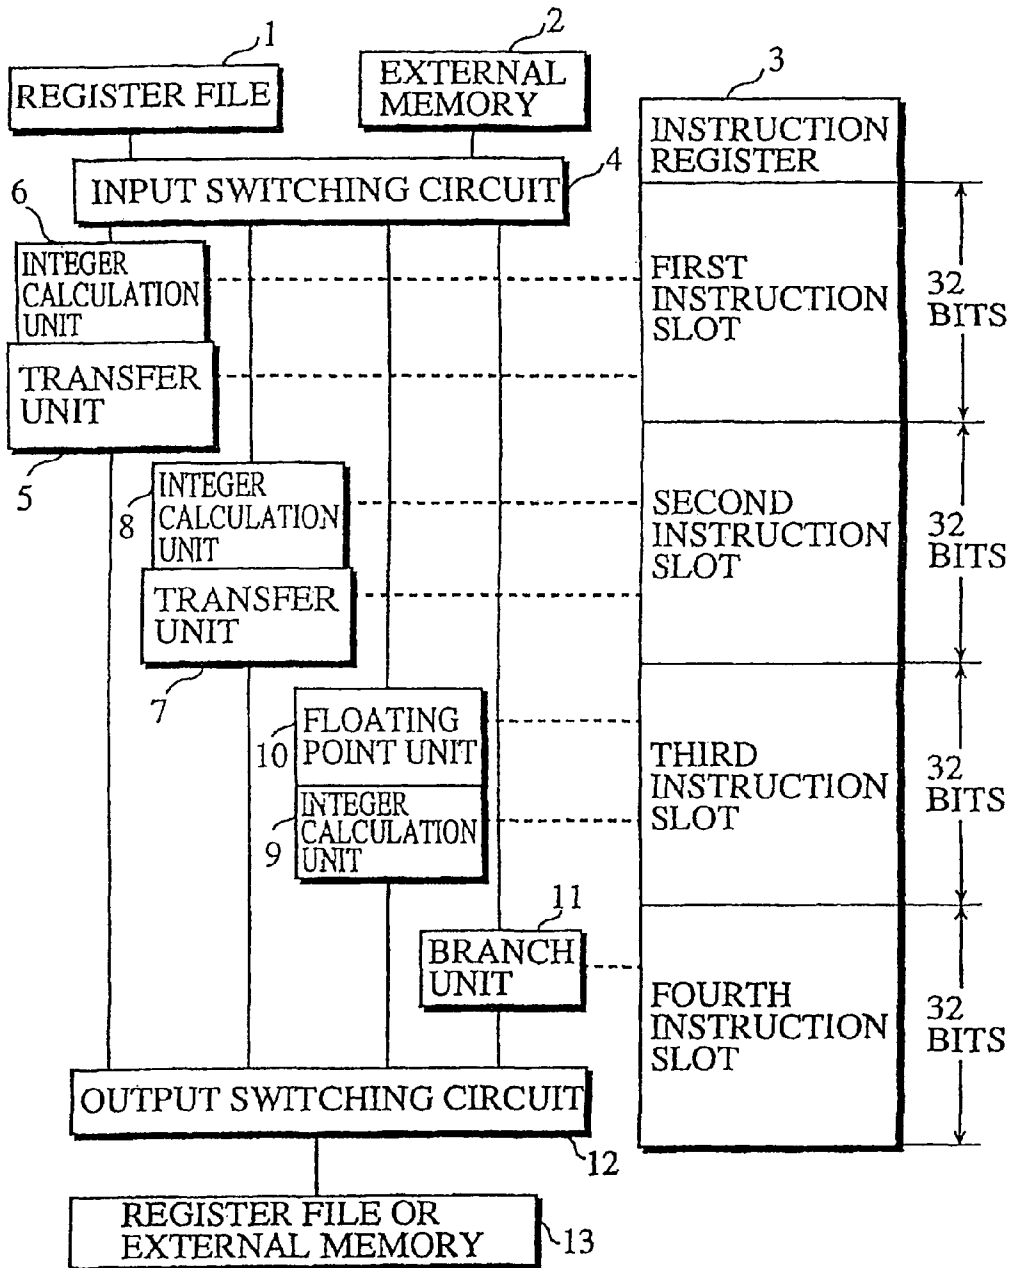 1
REGISTER FILE
2
EXTERNAL
MEMORY
3
INSTRUCTION
REGISTER
4
INPUT SWITCHING CIRCUIT
6
INTEGER
CALCULATION
UNIT
TRANSFER
UNIT
5
FIRST
INSTRUCTION
SLOT
32
BITS
8
INTEGER
CALCULATION
UNIT
TRANSFER
UNIT
7
SECOND
INSTRUCTION
SLOT
32
BITS
10
FLOATING
POINT UNIT
9
INTEGER
CALCULATION
UNIT
THIRD
INSTRUCTION
SLOT
32
BITS
11
BRANCH
UNIT
FOURTH
INSTRUCTION
SLOT
32
BITS
OUTPUT SWITCHING CIRCUIT
12
REGISTER FILE OR
EXTERNAL MEMORY
13